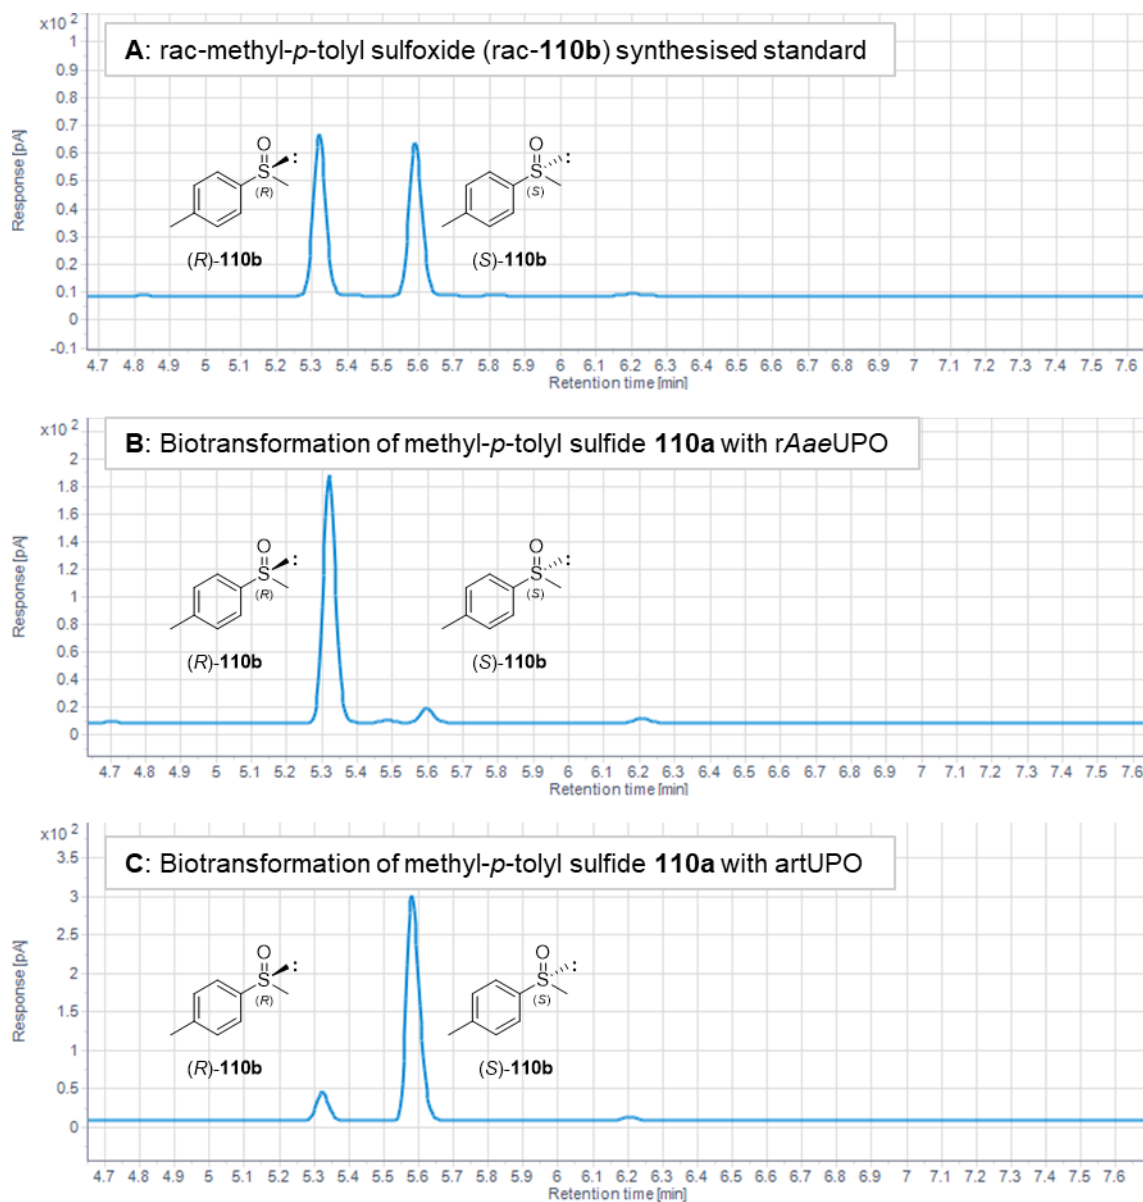 x10 2
A: rac-methyl-p-tolyl sulfoxide (rac-110b) synthesised standard
1
0.9
0.8
0.7
0.6
0.5
0.4
0.3
0.2
0.1
0
-0.1
Response [pA]
O
S
(R)
:
(R)-110b
O
S
(S)
:
(S)-110b
4.7 4.8 4.9 5 5.1 5.2 5.3 5.4 5.5 5.6 5.7 5.8 5.9 6 6.1 6.2 6.3 6.4 6.5 6.6 6.7 6.8 6.9 7 7.1 7.2 7.3 7.4 7.5 7.6
Retention time [min]
x10 2
B: Biotransformation of methyl-p-tolyl sulfide 110a with rAaeUPO
2
1.8
1.6
1.4
1.2
1
0.8
0.6
0.4
0.2
0
Response [pA]
O
S
(R)
:
(R)-110b
O
S
(S)
:
(S)-110b
4.7 4.8 4.9 5 5.1 5.2 5.3 5.4 5.5 5.6 5.7 5.8 5.9 6 6.1 6.2 6.3 6.4 6.5 6.6 6.7 6.8 6.9 7 7.1 7.2 7.3 7.4 7.5 7.6
Retention time [min]
x10 2
C: Biotransformation of methyl-p-tolyl sulfide 110a with artUPO
3.5
3
2.5
2
1.5
1
0.5
0
Response [pA]
O
S
(R)
:
(R)-110b
O
S
(S)
:
(S)-110b
4.7 4.8 4.9 5 5.1 5.2 5.3 5.4 5.5 5.6 5.7 5.8 5.9 6 6.1 6.2 6.3 6.4 6.5 6.6 6.7 6.8 6.9 7 7.1 7.2 7.3 7.4 7.5 7.6
Retention time [min]